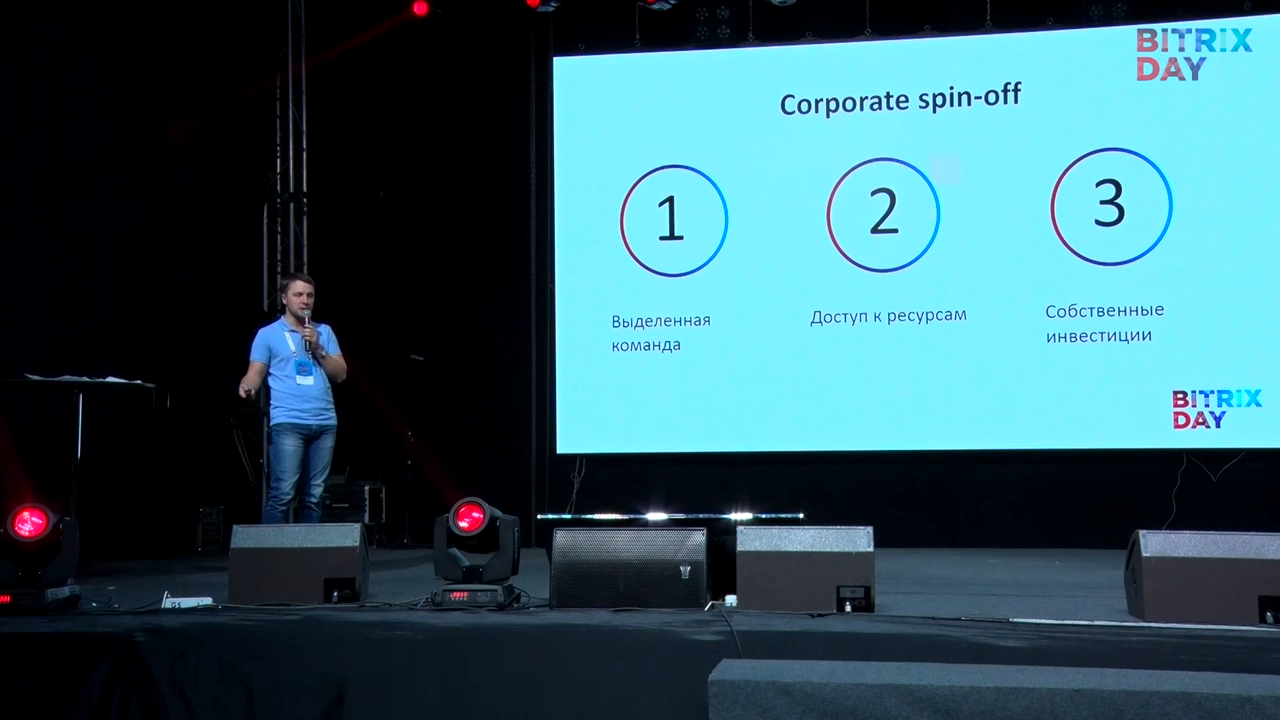 BITRIX
DAY
Corporate spin-off
1
2
3
Выделенная
команда
Доступ к ресурсам
Собственные
инвестиции
BITRIX
DAY